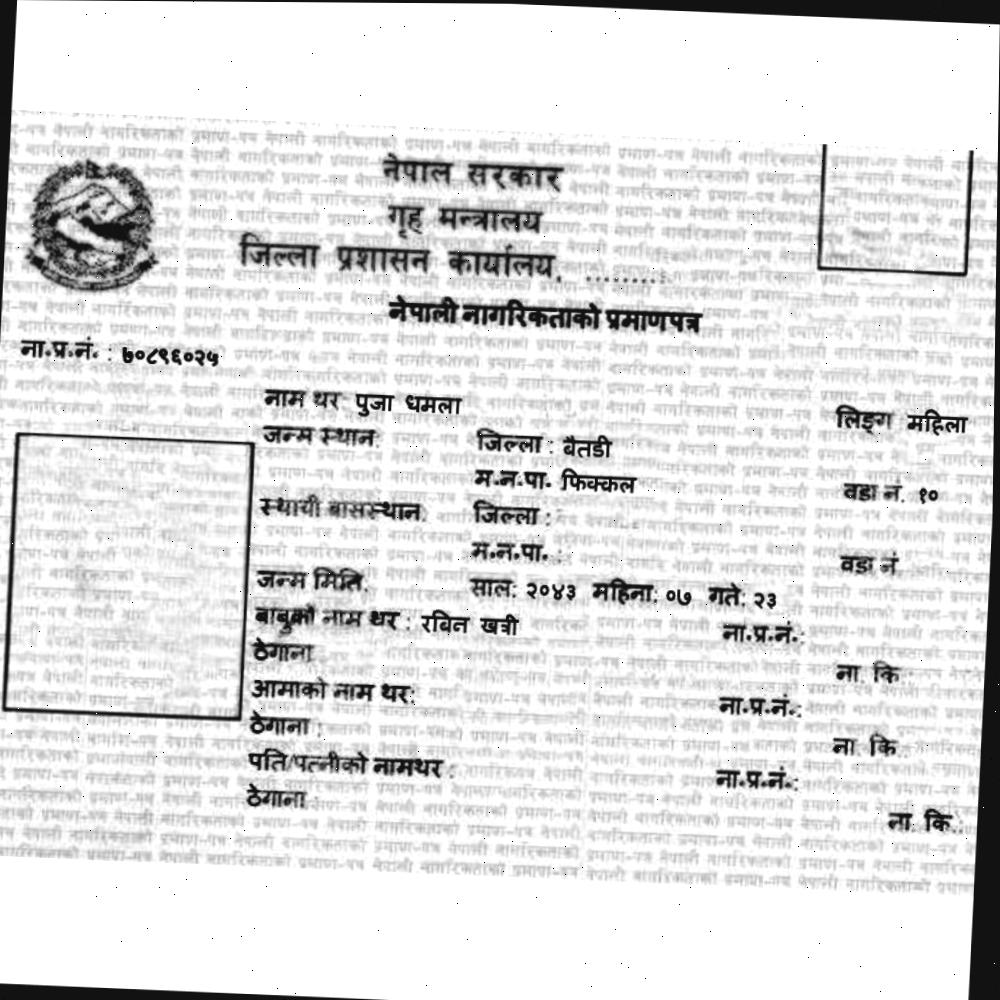 नेपाल सरकार
गृह मन्त्रालय
जिल्ला प्रशासन कार्यालय, ..........
नेपाली नागरिकताको प्रमाणपत्र
ना.प्र.नं. : ७०८९६०२५
नाम थर पुजा धमला लिङ्ग महिला
जन्म स्थान: जिल्ला : बैतडी
म.न.पा. फिक्कल वडा नं. १०
स्थायी बासस्थान: जिल्ला :
म.न.पा. : वडा नं
जन्म मिति: साल: २०४३ महिना: ०७ गते: २३
बाबुको नाम थर : रबिन खत्री ना.प्र.नं.:
ठेगाना ना. कि.:
आमाको नाम थर: ना.प्र.नं.:
ठेगाना : ना. कि.:
पति/पत्नीको नामथर : ना.प्र.नं.:
ठेगाना : ना. कि.: